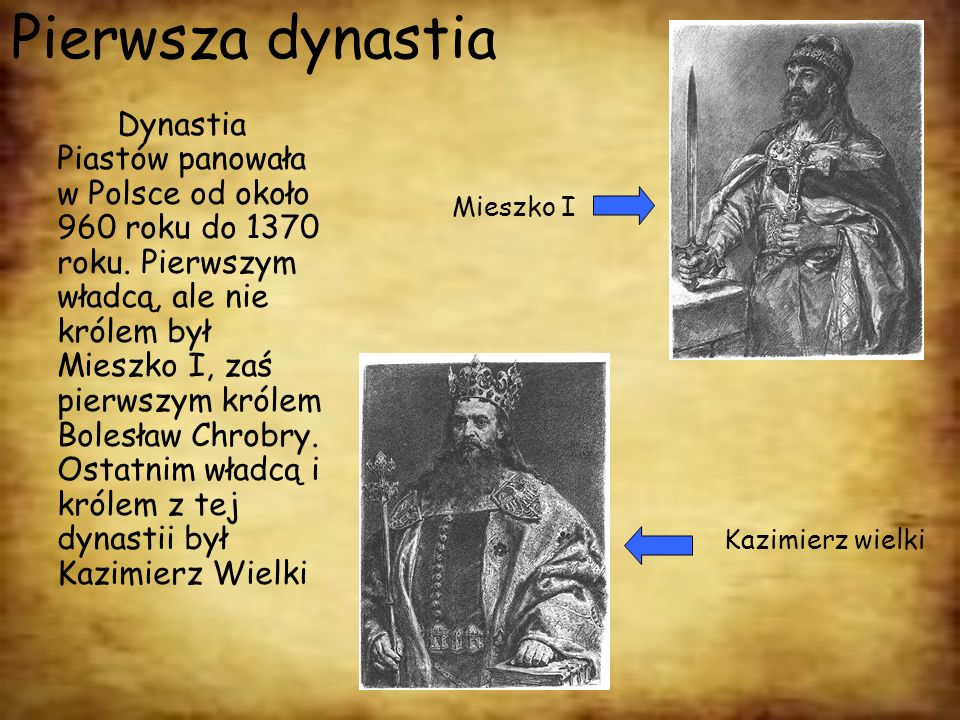 Pierwsza dynastia
Dynastia
Piastów panowała
w Polsce od około
960 roku do 1370
roku. Pierwszym
władcą, ale nie
królem był
Mieszko I, zaś
pierwszym królem
Bolesław Chrobry.
Ostatnim władcą i
królem z tej
dynastii był
Kazimierz Wielki
Mieszko I
Kazimierz wielki